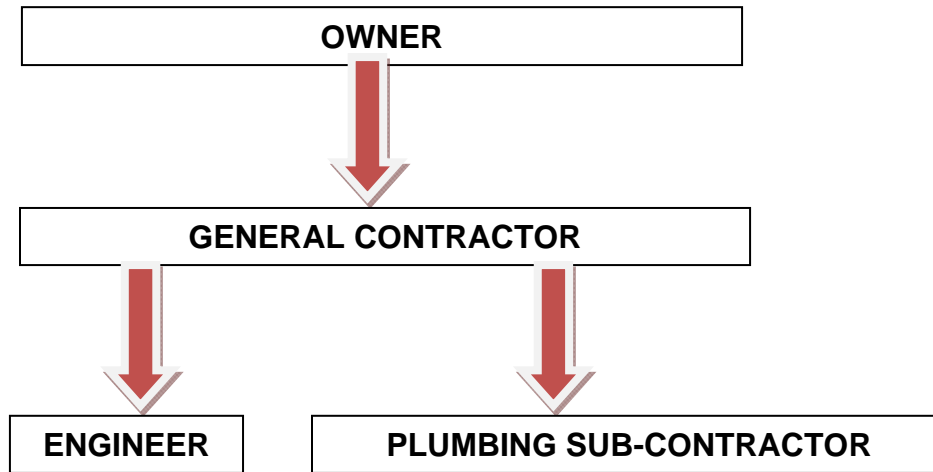 OWNER
GENERAL CONTRACTOR
ENGINEER
PLUMBING SUB-CONTRACTOR